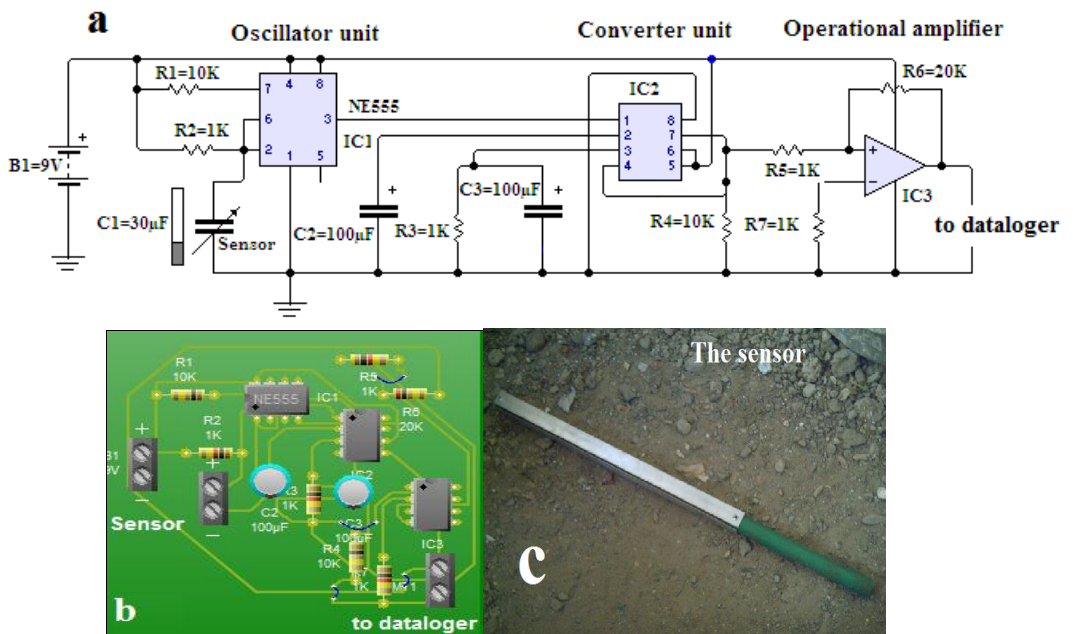 a
Oscillator unit
Converter unit
Operational amplifier
R1=10K
7
4
8
NE555
R2=1K
6
3
2
1
5
IC1
B1=9V
+
C1=30µF
Sensor
C2=100µF
+
R3=1K
C3=100µF
+
IC2
1
8
2
7
3
6
4
5
R4=10K
R5=1K
R6=20K
+
−
IC3
R7=1K
to dataloger
R1
10K
NE555
IC1
R5
1K
R6
20K
R2
1K
B1
9V
+
−
+
−
Sensor
IC2
R3
1K
C2
100µF
C3
100µF
R4
10K
1K
IC3
b
to dataloger
The sensor
c